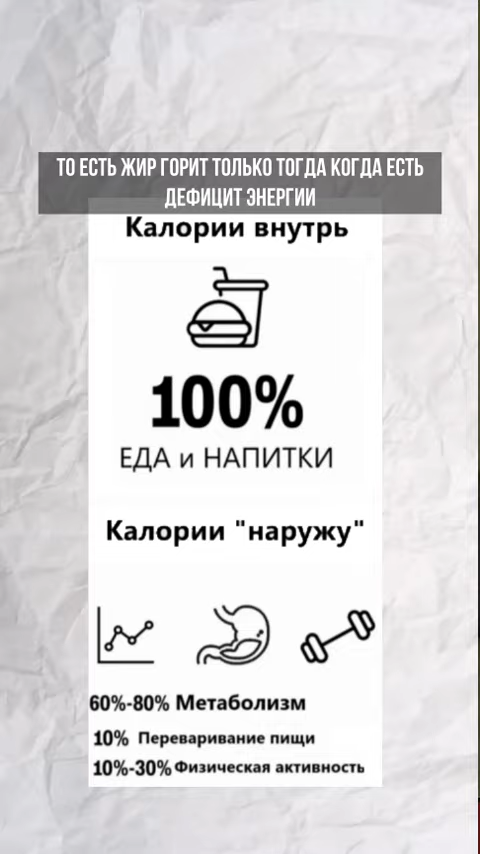 ТО ЕСТЬ ЖИР ГОРИТ ТОЛЬКО ТОГДА КОГДА ЕСТЬ
ДЕФИЦИТ ЭНЕРГИИ
Калории внутрь
100%
ЕДА и НАПИТКИ
Калории "наружу"
60%-80% Метаболизм
10% Переваривание пищи
10%-30% Физическая активность